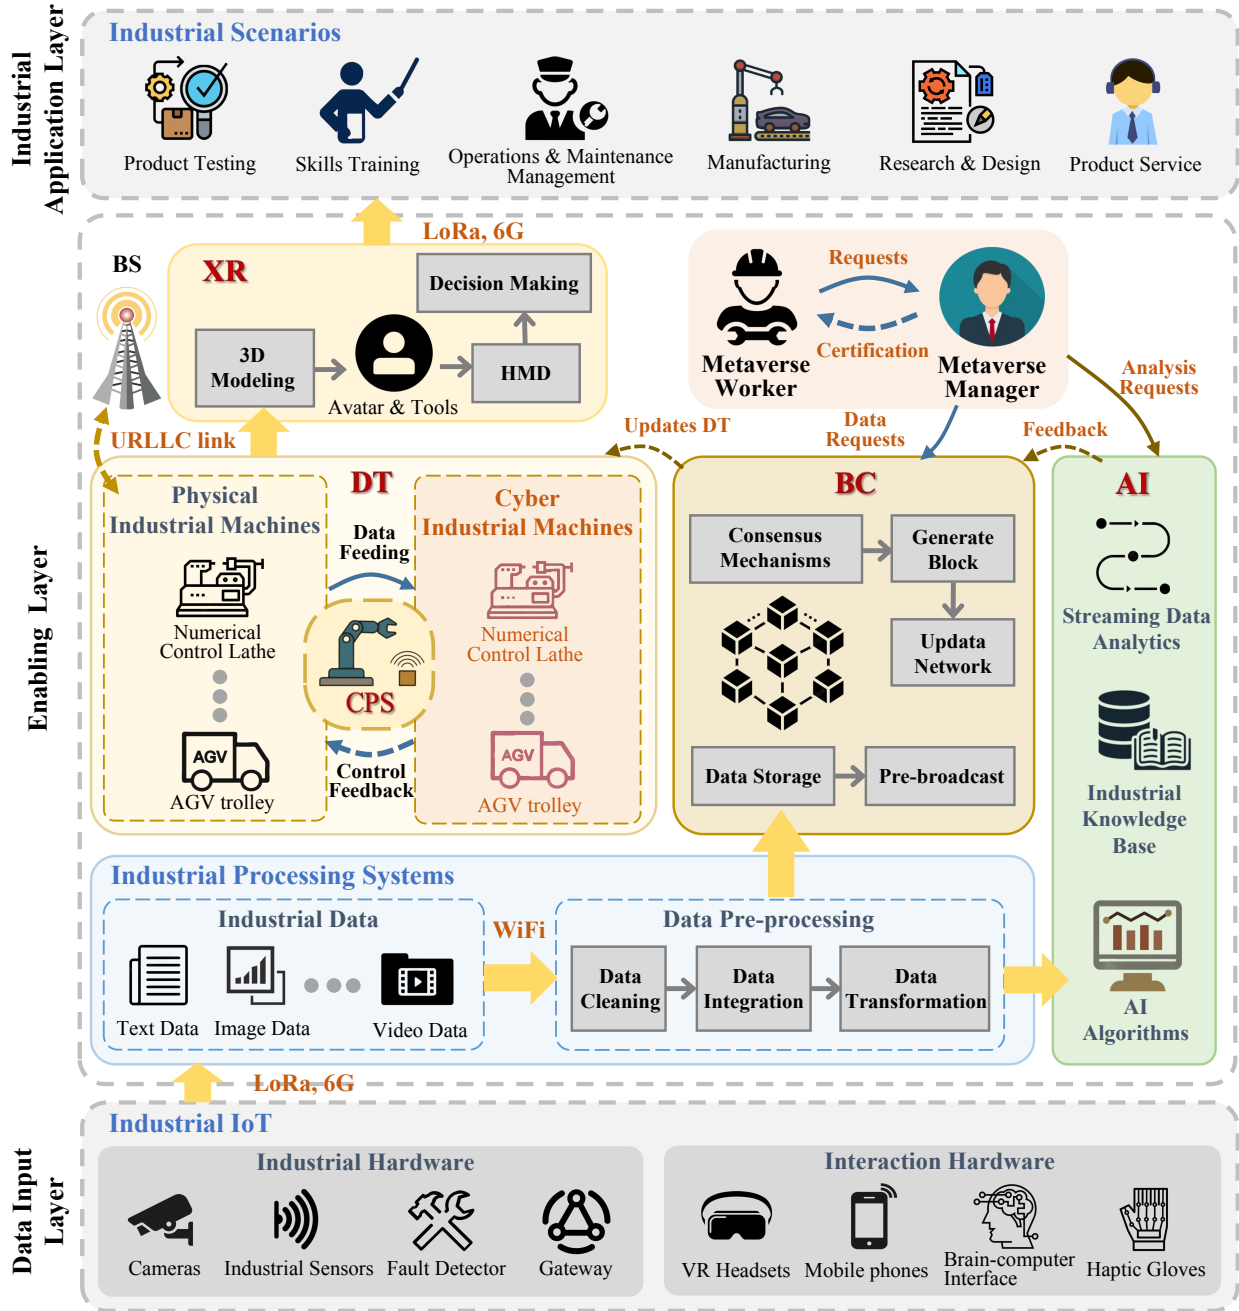 Industrial
Application Layer
Industrial Scenarios
Product Testing
Skills Training
Operations & Maintenance
Management
Manufacturing
Research & Design
Product Service
Enabling Layer
LoRa, 6G
BS
XR
Decision Making
3D
Modeling
Avatar & Tools
HMD
URLLC link
Requests
Certification
Metaverse
Worker
Metaverse
Manager
Analysis
Requests
Data
Requests
Updates DT
Feedback
DT
Physical
Industrial Machines
Numerical
Control Lathe
AGV
AGV trolley
Data
Feeding
CPS
Control
Feedback
Cyber
Industrial Machines
Numerical
Control Lathe
AGV
AGV trolley
BC
Consensus
Mechanisms
Generate
Block
Updata
Network
Data Storage
Pre-broadcast
AI
Streaming Data
Analytics
Industrial
Knowledge
Base
AI
Algorithms
Industrial Processing Systems
Industrial Data
Text Data
Image Data
Video Data
WiFi
Data Pre-processing
Data
Cleaning
Data
Integration
Data
Transformation
LoRa, 6G
Data Input
Layer
Industrial IoT
Industrial Hardware
Cameras
Industrial Sensors
Fault Detector
Gateway
Interaction Hardware
VR Headsets
Mobile phones
Brain-computer
Interface
Haptic Gloves